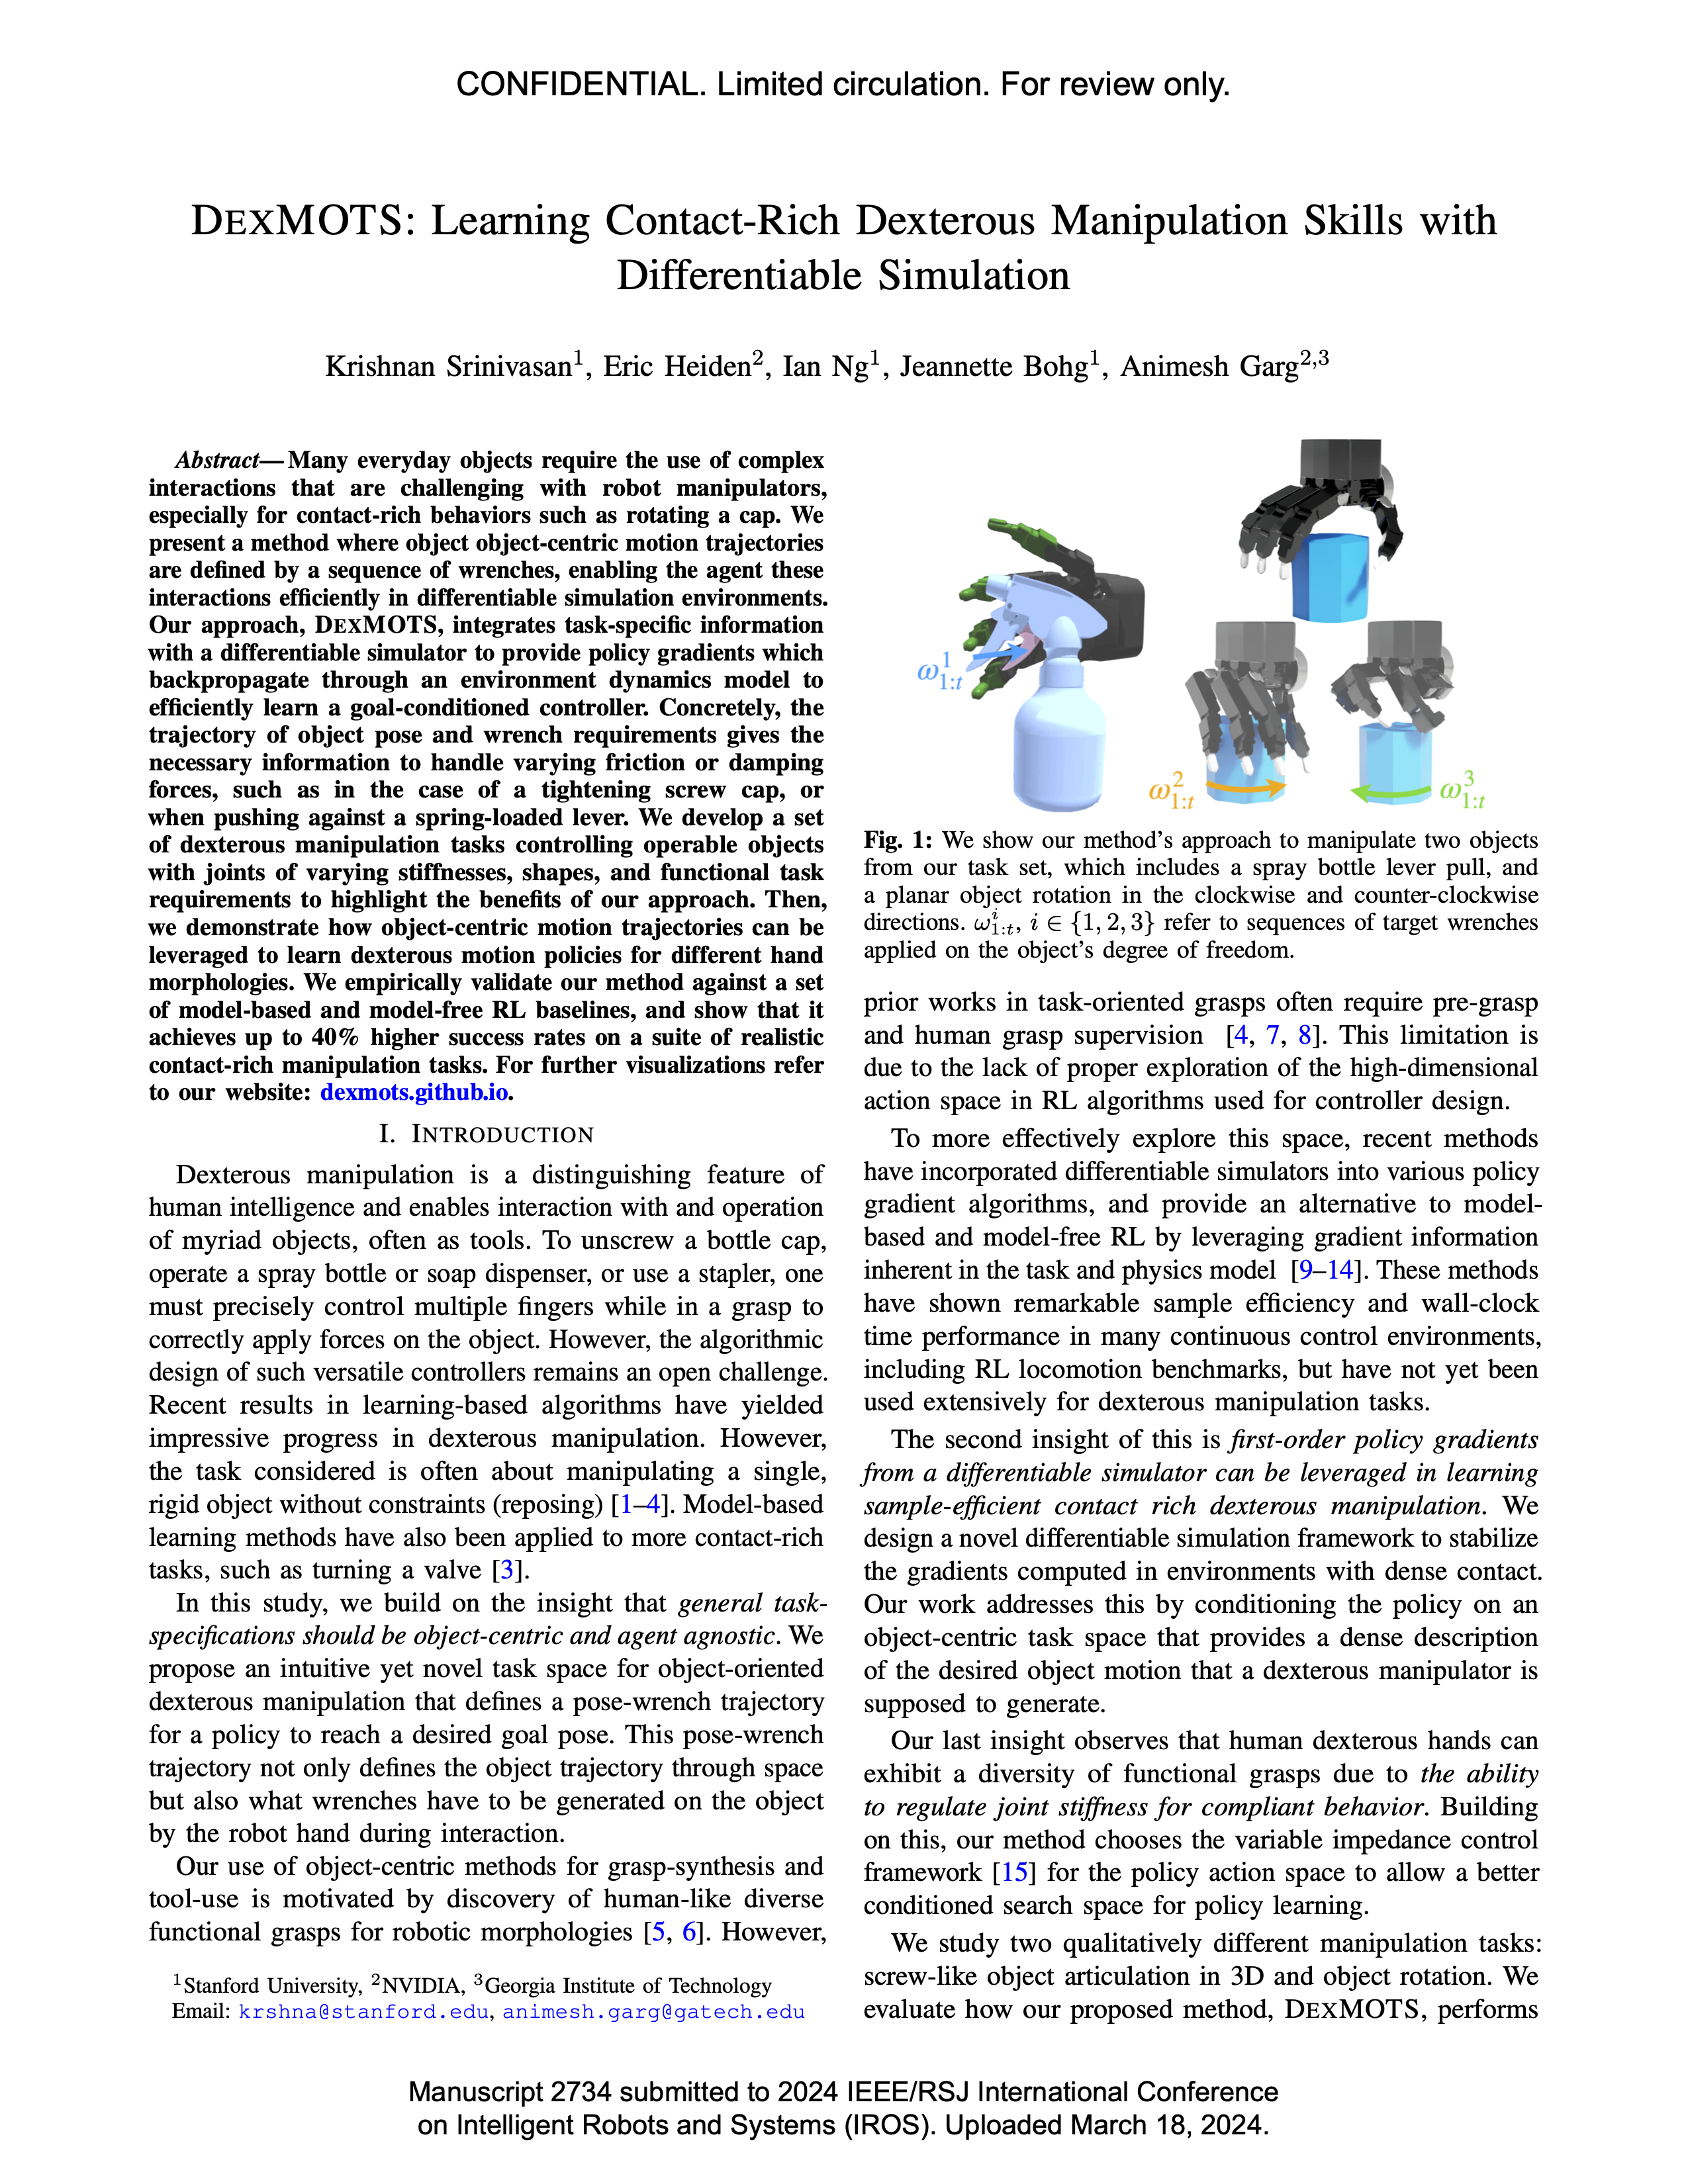 CONFIDENTIAL. Limited circulation. For review only.
DEXMOTS: Learning Contact-Rich Dexterous Manipulation Skills with
Differentiable Simulation
Krishnan Srinivasan1, Eric Heiden2, Ian Ng1, Jeannette Bohg1, Animesh Garg2,3
Abstract— Many everyday objects require the use of complex
interactions that are challenging with robot manipulators,
especially for contact-rich behaviors such as rotating a cap. We
present a method where object object-centric motion trajectories
are defined by a sequence of wrenches, enabling the agent these
interactions efficiently in differentiable simulation environments.
Our approach, DEXMOTS, integrates task-specific information
with a differentiable simulator to provide policy gradients which
backpropagate through an environment dynamics model to
efficiently learn a goal-conditioned controller. Concretely, the
trajectory of object pose and wrench requirements gives the
necessary information to handle varying friction or damping
forces, such as in the case of a tightening screw cap, or
when pushing against a spring-loaded lever. We develop a set
of dexterous manipulation tasks controlling operable objects
with joints of varying stiffnesses, shapes, and functional task
requirements to highlight the benefits of our approach. Then,
we demonstrate how object-centric motion trajectories can be
leveraged to learn dexterous motion policies for different hand
morphologies. We empirically validate our method against a set
of model-based and model-free RL baselines, and show that it
achieves up to 40% higher success rates on a suite of realistic
contact-rich manipulation tasks. For further visualizations refer
to our website: dexmots.github.io.
I. INTRODUCTION
Dexterous manipulation is a distinguishing feature of
human intelligence and enables interaction with and operation
of myriad objects, often as tools. To unscrew a bottle cap,
operate a spray bottle or soap dispenser, or use a stapler, one
must precisely control multiple fingers while in a grasp to
correctly apply forces on the object. However, the algorithmic
design of such versatile controllers remains an open challenge.
Recent results in learning-based algorithms have yielded
impressive progress in dexterous manipulation. However,
the task considered is often about manipulating a single,
rigid object without constraints (reposing) [1–4]. Model-based
learning methods have also been applied to more contact-rich
tasks, such as turning a valve [3].
In this study, we build on the insight that general task-
specifications should be object-centric and agent agnostic. We
propose an intuitive yet novel task space for object-oriented
dexterous manipulation that defines a pose-wrench trajectory
for a policy to reach a desired goal pose. This pose-wrench
trajectory not only defines the object trajectory through space
but also what wrenches have to be generated on the object
by the robot hand during interaction.
Our use of object-centric methods for grasp-synthesis and
tool-use is motivated by discovery of human-like diverse
functional grasps for robotic morphologies [5, 6]. However,
1Stanford University, 2NVIDIA, 3Georgia Institute of Technology
Email: krshna@stanford.edu, animesh.garg@gatech.edu
ω1 1:t
ω2 1:t
ω3 1:t
Fig. 1: We show our method's approach to manipulate two objects
from our task set, which includes a spray bottle lever pull, and
a planar object rotation in the clockwise and counter-clockwise
directions. ωi 1:t, i ∈ {1, 2, 3} refer to sequences of target wrenches
applied on the object's degree of freedom.
prior works in task-oriented grasps often require pre-grasp
and human grasp supervision [4, 7, 8]. This limitation is
due to the lack of proper exploration of the high-dimensional
action space in RL algorithms used for controller design.
To more effectively explore this space, recent methods
have incorporated differentiable simulators into various policy
gradient algorithms, and provide an alternative to model-
based and model-free RL by leveraging gradient information
inherent in the task and physics model [9–14]. These methods
have shown remarkable sample efficiency and wall-clock
time performance in many continuous control environments,
including RL locomotion benchmarks, but have not yet been
used extensively for dexterous manipulation tasks.
The second insight of this is first-order policy gradients
from a differentiable simulator can be leveraged in learning
sample-efficient contact rich dexterous manipulation. We
design a novel differentiable simulation framework to stabilize
the gradients computed in environments with dense contact.
Our work addresses this by conditioning the policy on an
object-centric task space that provides a dense description
of the desired object motion that a dexterous manipulator is
supposed to generate.
Our last insight observes that human dexterous hands can
exhibit a diversity of functional grasps due to the ability
to regulate joint stiffness for compliant behavior. Building
on this, our method chooses the variable impedance control
framework [15] for the policy action space to allow a better
conditioned search space for policy learning.
We study two qualitatively different manipulation tasks:
screw-like object articulation in 3D and object rotation. We
evaluate how our proposed method, DEXMOTS, performs
Manuscript 2734 submitted to 2024 IEEE/RSJ International Conference
on Intelligent Robots and Systems (IROS). Uploaded March 18, 2024.